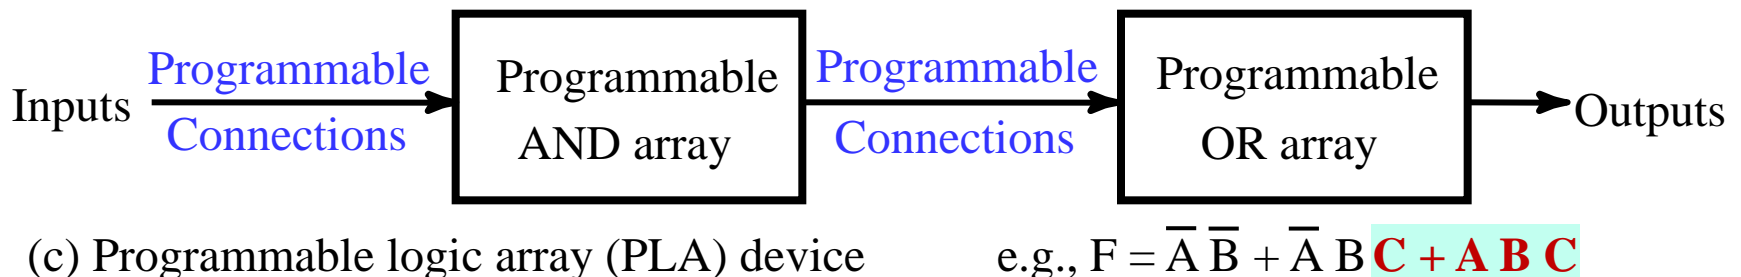 Inputs
Programmable
Connections
Programmable
AND array
Programmable
Connections
Programmable
OR array
Outputs
(c) Programmable logic array (PLA) device
e.g., F = A̅ B̅ + A̅ B C + A B C